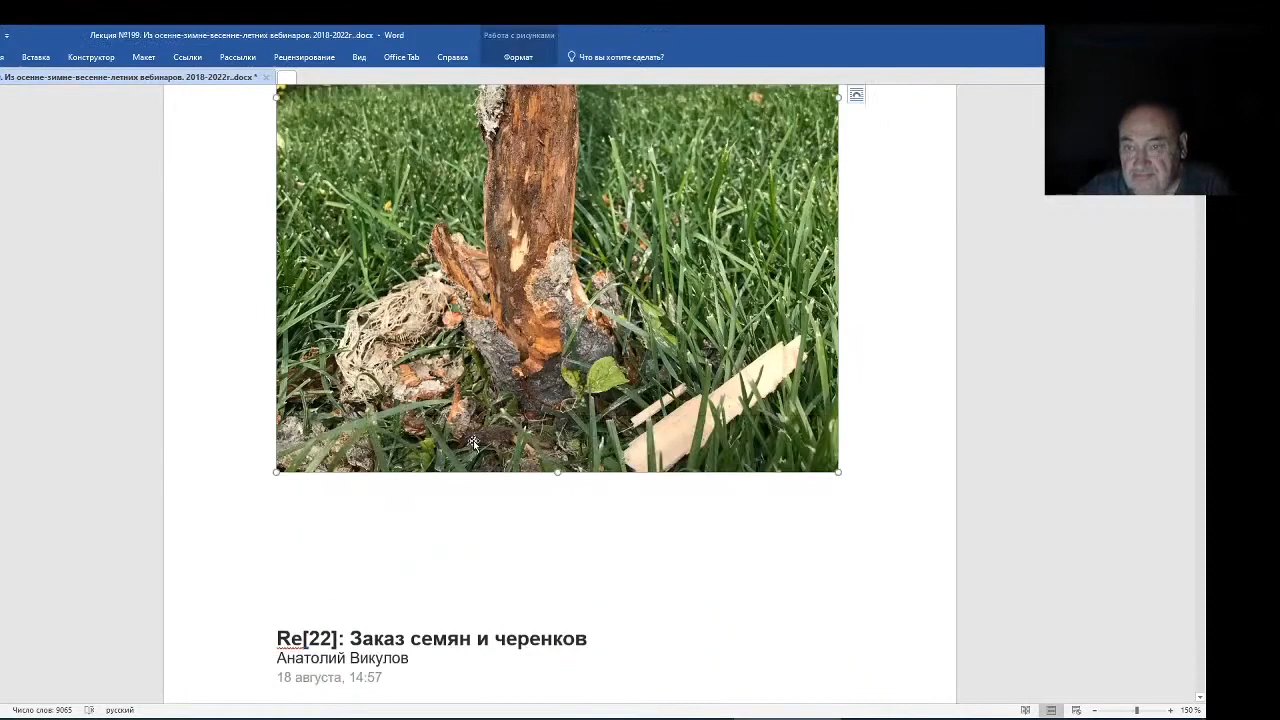 Лекция №199. Из осенне-зимне-весенне-летних вебинаров. 2018-2022г..docx - Word
Работа с рисунками
Вставка Конструктор Макет Ссылки Рассылки Рецензирование Вид Office Tab Справка Формат Что вы хотите сделать?
. Из осенне-зимне-весенне-летних вебинаров. 2018-2022г..docx *
Re[22]: Заказ семян и черенков
Анатолий Викулов
18 августа, 14:57
Число слов: 9065 русский 150 %